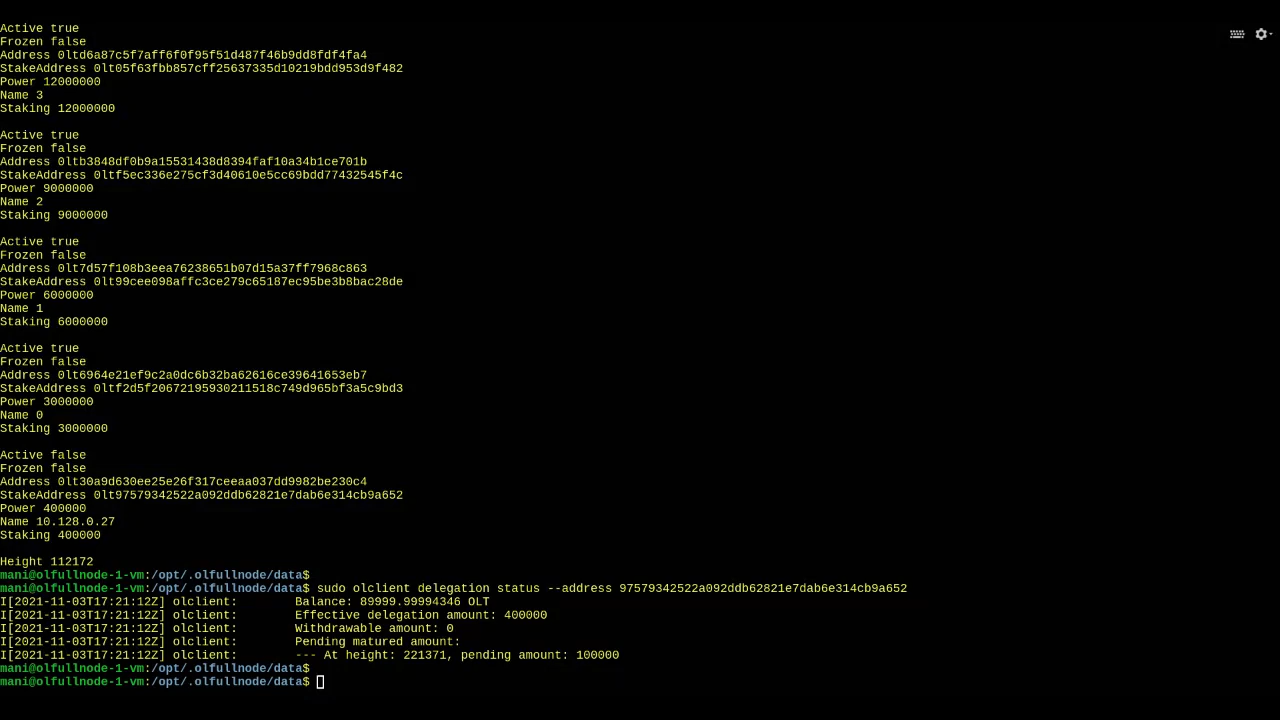 Active true
Frozen false
Address 0ltd6a87c5f7aff6f0f95f51d487f46b9dd8fdf4fa4
StakeAddress 0lt05f63fbb857cff25637335d10219bdd953d9f482
Power 12000000
Name 3
Staking 12000000
Active true
Frozen false
Address 0ltb3848df0b9a15531438d8394faf10a34b1ce701b
StakeAddress 0ltf5ec336e275cf3d40610e5cc69bdd77432545f4c
Power 9000000
Name 2
Staking 9000000
Active true
Frozen false
Address 0lt7d57f108b3eea76238651b07d15a37ff7968c863
StakeAddress 0lt99cee098affc3ce279c65187ec95be3b8bac28de
Power 6000000
Name 1
Staking 6000000
Active true
Frozen false
Address 0lt6964e21ef9c2a0dc6b32ba62616ce39641653eb7
StakeAddress 0ltf2d5f20672195930211518c749d965bf3a5c9bd3
Power 3000000
Name 0
Staking 3000000
Active false
Frozen false
Address 0lt30a9d630ee25e26f317ceeaa037dd9982be230c4
StakeAddress 0lt97579342522a092ddb62821e7dab6e314cb9a652
Power 400000
Name 10.128.0.27
Staking 400000
Height 112172
mani@olfullnode-1-vm:/opt/.olfullnode/data$
mani@olfullnode-1-vm:/opt/.olfullnode/data$ sudo olclient delegation status --address 97579342522a092ddb62821e7dab6e314cb9a652
I[2021-11-03T17:21:12Z] olclient: Balance: 89999.99994346 OLT
I[2021-11-03T17:21:12Z] olclient: Effective delegation amount: 400000
I[2021-11-03T17:21:12Z] olclient: Withdrawable amount: 0
I[2021-11-03T17:21:12Z] olclient: Pending matured amount:
I[2021-11-03T17:21:12Z] olclient: --- At height: 221371, pending amount: 100000
mani@olfullnode-1-vm:/opt/.olfullnode/data$
mani@olfullnode-1-vm:/opt/.olfullnode/data$